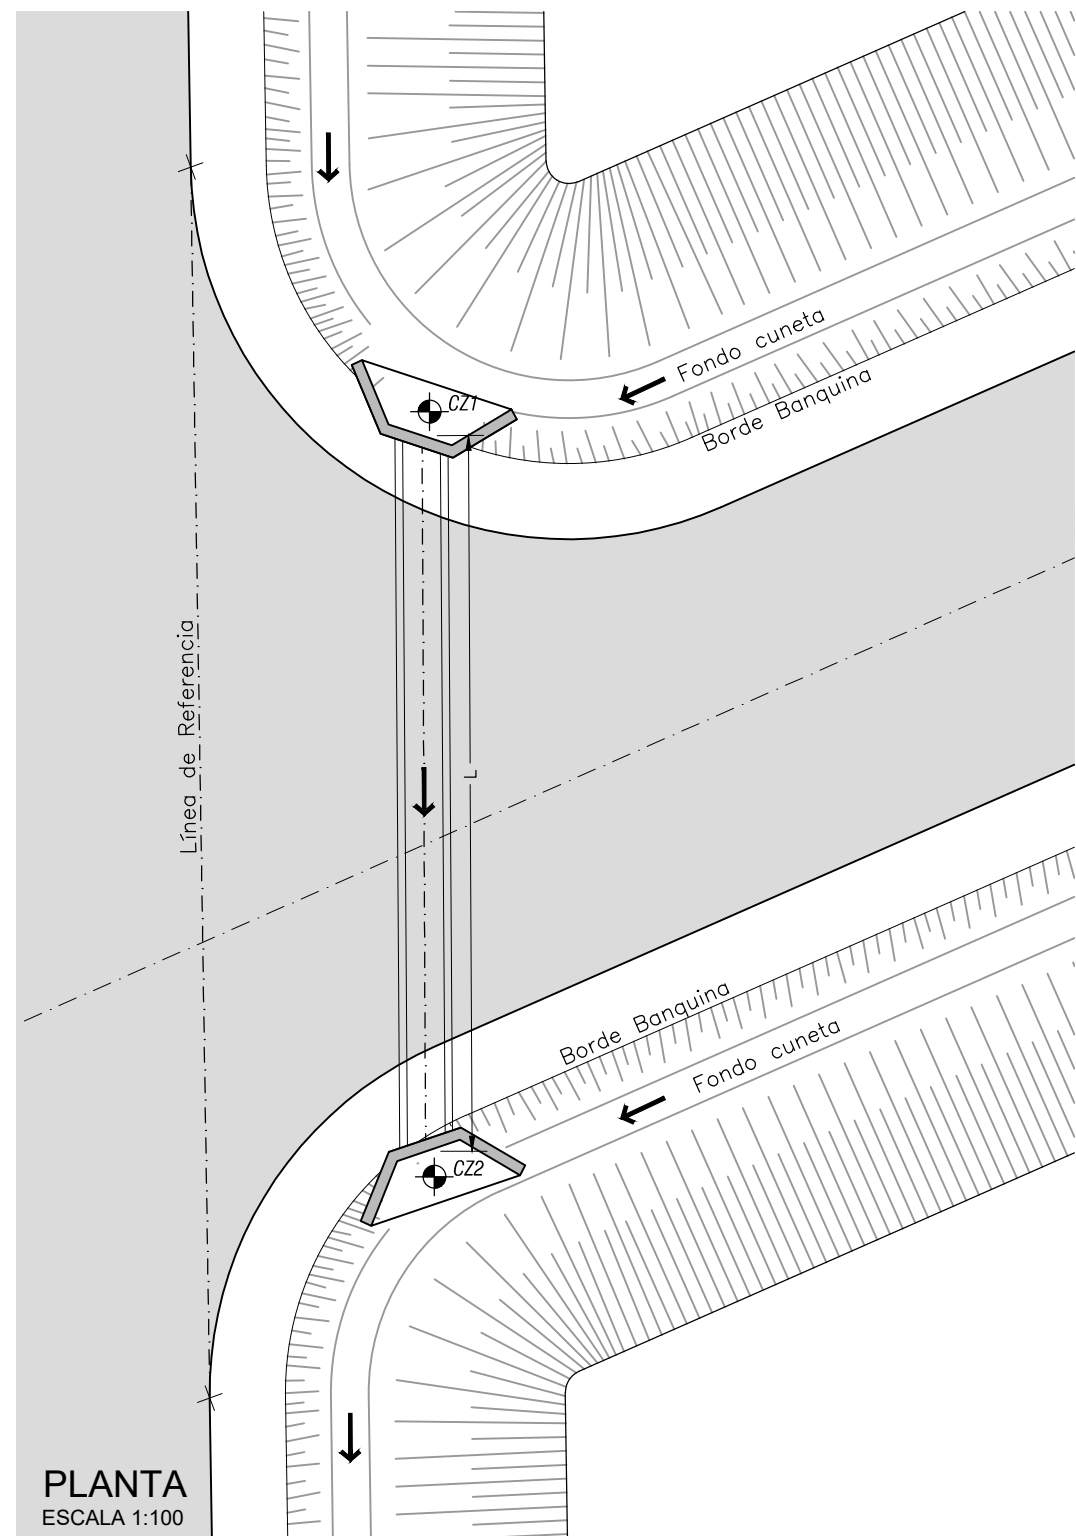 Fondo cuneta
Borde Banquina
CZ1
Línea de Referencia
L
Borde Banquina
Fondo cuneta
CZ2
PLANTA
ESCALA 1:100